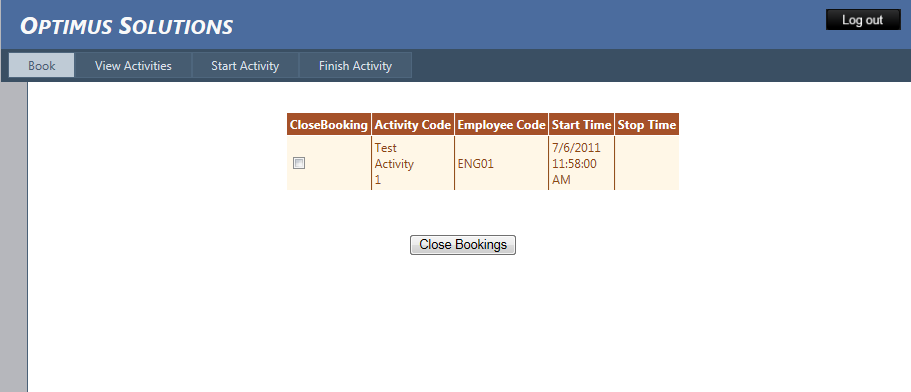 OPTIMUS SOLUTIONS
Log out
Book View Activities Start Activity Finish Activity
CloseBooking Activity Code Employee Code Start Time Stop Time
Test
Activity
1
ENG01
7/6/2011
11:58:00
AM
Close Bookings